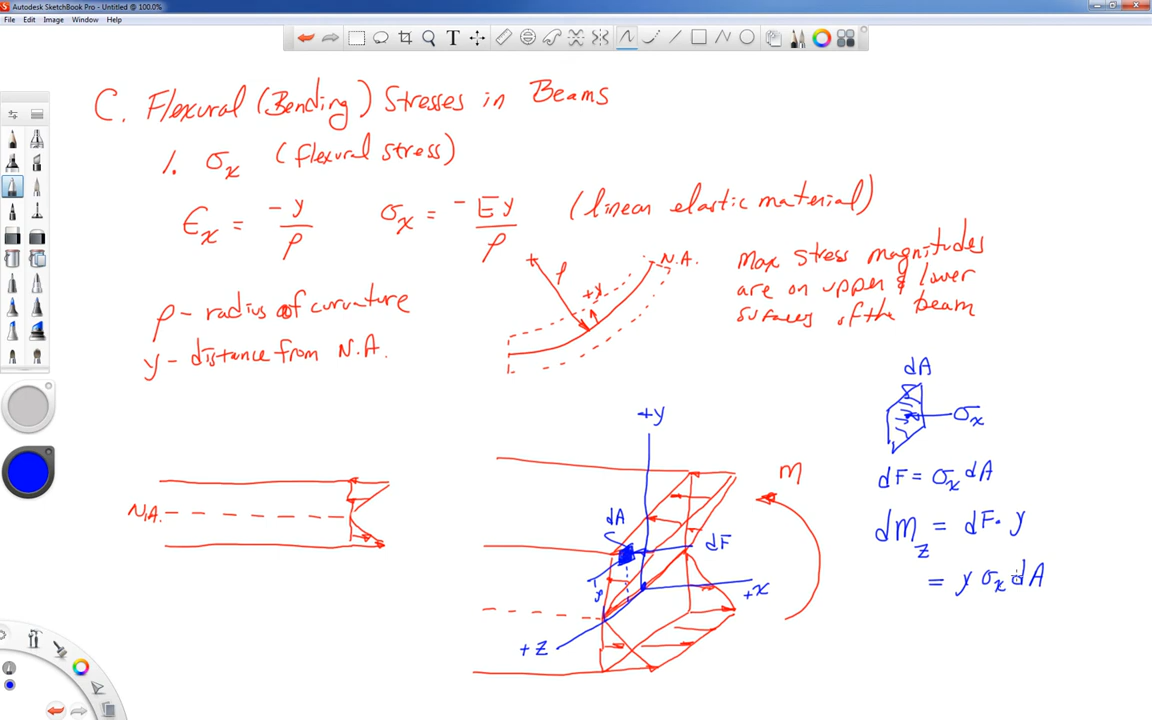 Autodesk SketchBook Pro - Untitled @ 100.0%
File Edit Image Window Help
T
C. Flexural (Bending) Stresses in Beams
1. σx (flexural stress)
ϵx = -y/ρ σx = -Ey/ρ (linear elastic material)
ρ - radius of curvature
y - distance from N.A.
ρ
+y
N.A.
Max stress magnitudes
are on upper & lower
surfaces of the beam
N.A.
+y
M
dA
dF
y
+x
+z
dA
σx
dF = σx dA
dMz = dF · y
= y σx dA